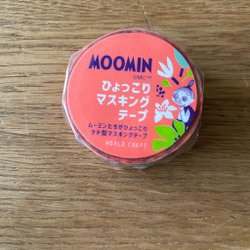 MOOMIN
©MC™
ひょっこり
マスキング
テープ
ムーミンたちがひょっこり
タテ型マスキングテープ
WORLD CRAFT